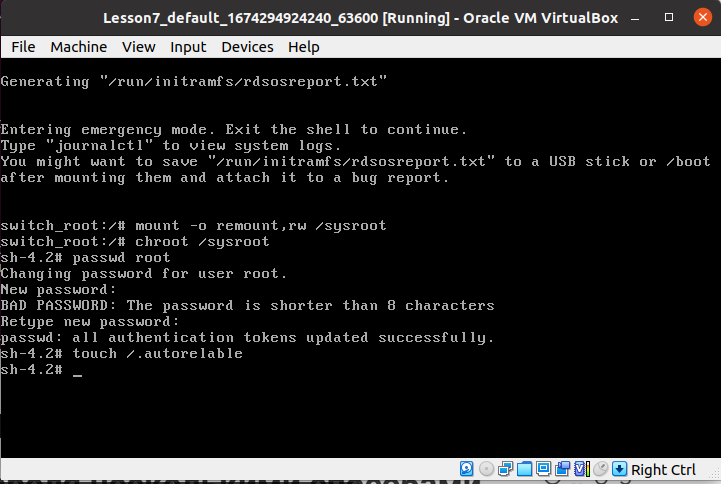 Lesson7_default_1674294924240_63600 [Running] - Oracle VM VirtualBox
File Machine View Input Devices Help
Generating "/run/initramfs/rdsosreport.txt"
Entering emergency mode. Exit the shell to continue.
Type "journalctl" to view system logs.
You might want to save "/run/initramfs/rdsosreport.txt" to a USB stick or /boot
after mounting them and attach it to a bug report.
switch_root:/# mount -o remount,rw /sysroot
switch_root:/# chroot /sysroot
sh-4.2# passwd root
Changing password for user root.
New password:
BAD PASSWORD: The password is shorter than 8 characters
Retype new password:
passwd: all authentication tokens updated successfully.
sh-4.2# touch /.autorelable
sh-4.2# _
Right Ctrl